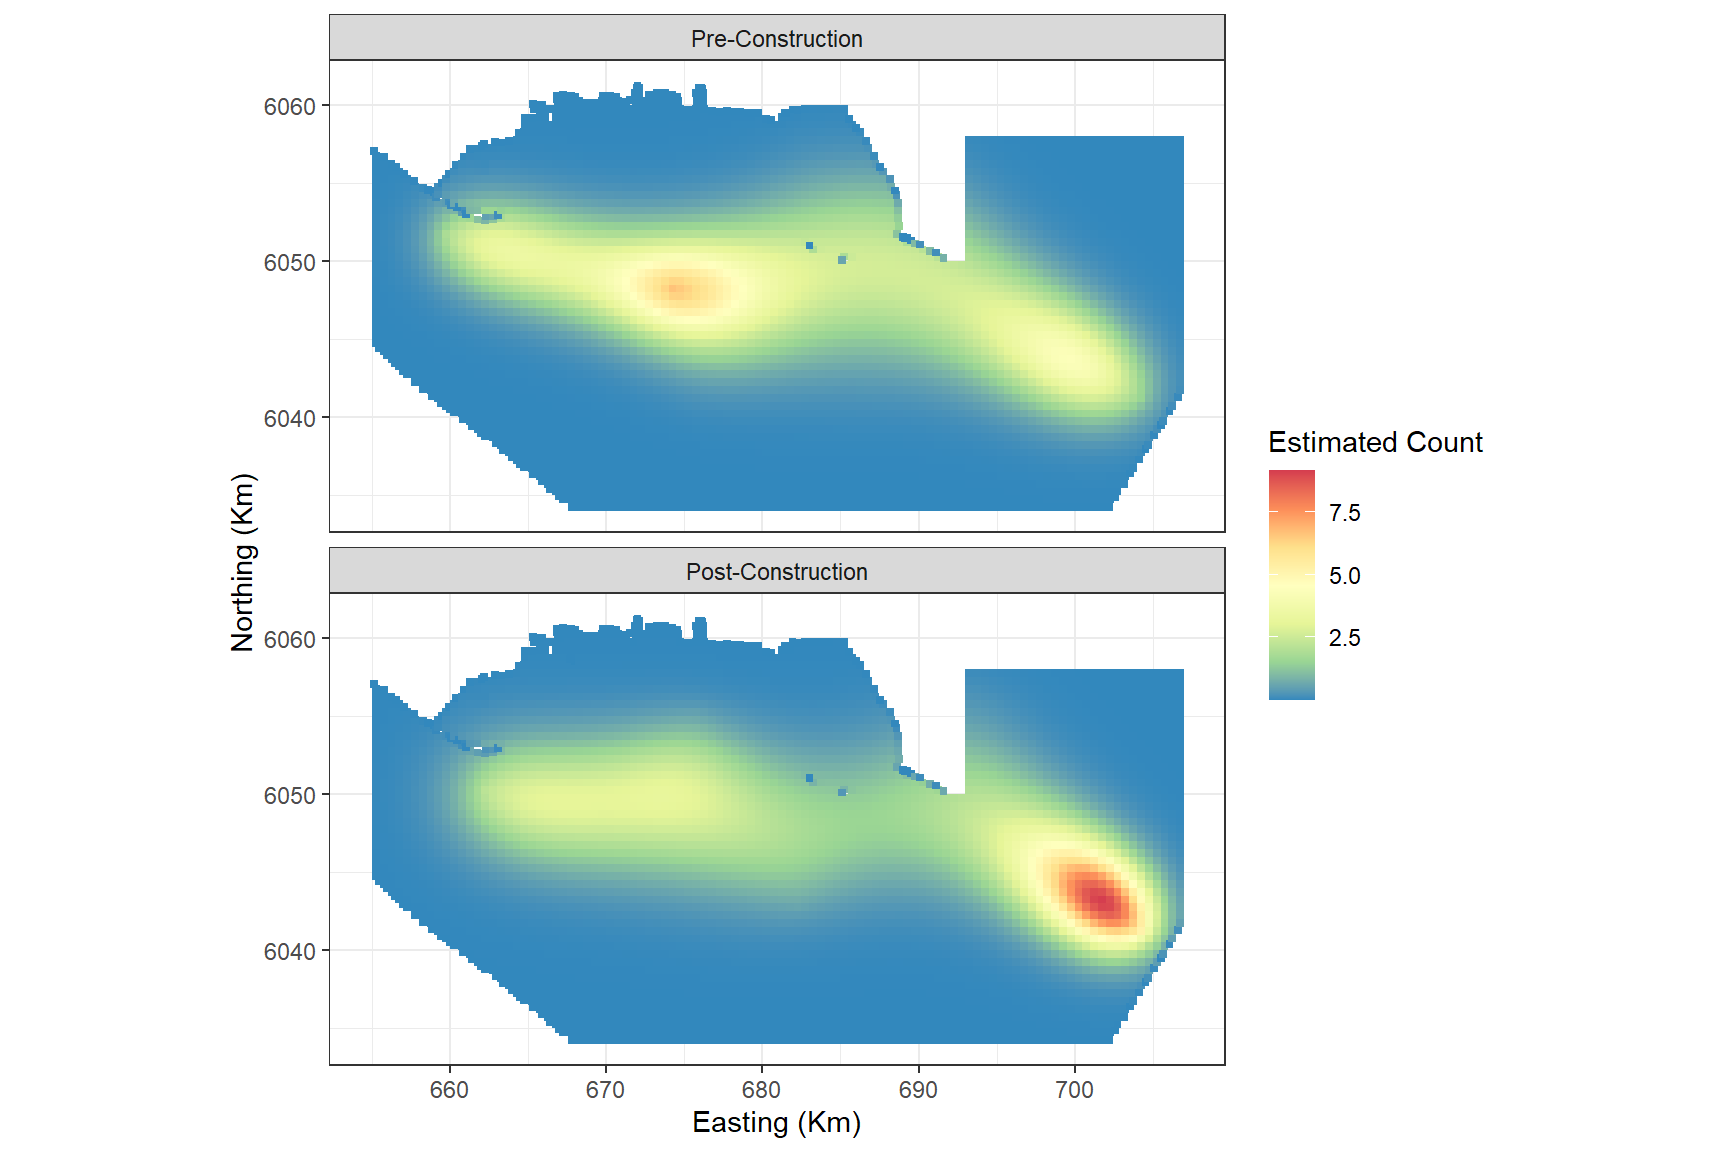 Pre-Construction
6060
6050
6040
Post-Construction
6060
6050
6040
660 670 680 690 700
Easting (Km)
Northing (Km)
Estimated Count
7.5
5.0
2.5